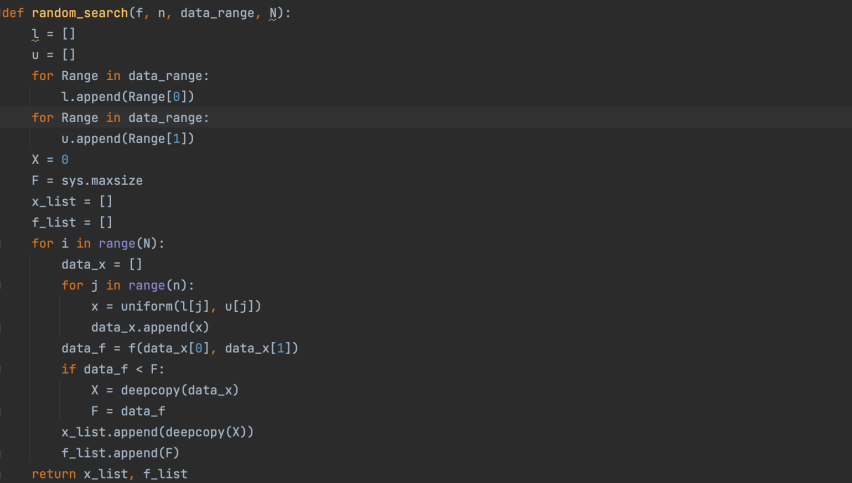 def random_search(f, n, data_range, N):
    l = []
    u = []
    for Range in data_range:
        l.append(Range[0])
    for Range in data_range:
        u.append(Range[1])
    X = 0
    F = sys.maxsize
    x_list = []
    f_list = []
    for i in range(N):
        data_x = []
        for j in range(n):
            x = uniform(l[j], u[j])
            data_x.append(x)
        data_f = f(data_x[0], data_x[1])
        if data_f < F:
            X = deepcopy(data_x)
            F = data_f
        x_list.append(deepcopy(X))
        f_list.append(F)
    return x_list, f_list